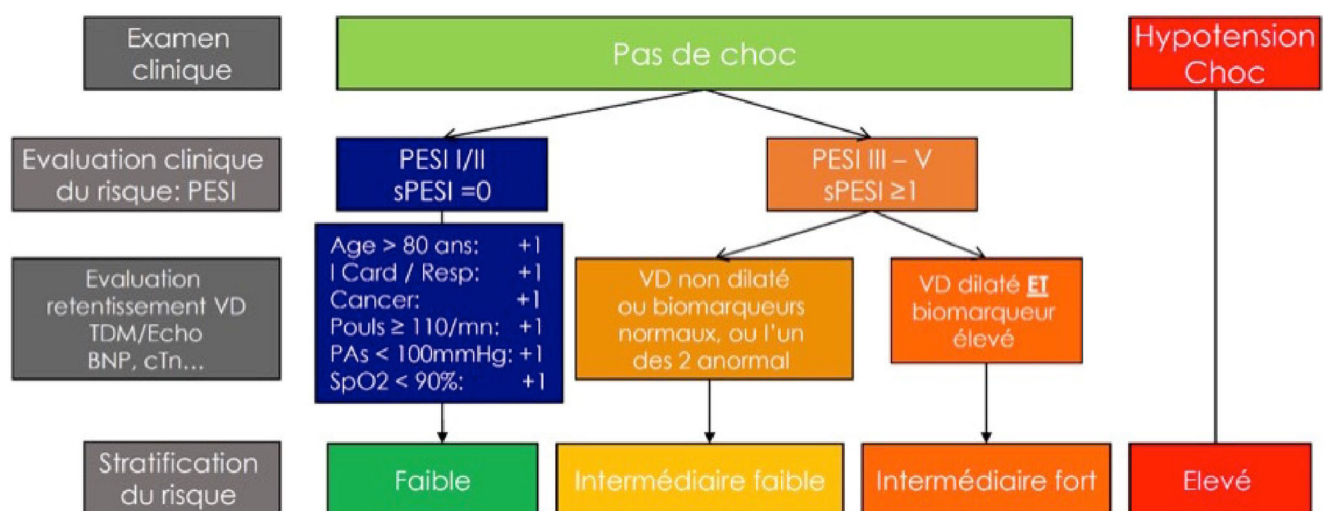 Examen
clinique
Pas de choc
Hypotension
Choc
Evaluation clinique
du risque: PESI
PESI I/II
sPESI =0
PESI III – V
sPESI ≥1
Evaluation
retentissement VD
TDM/Echo
BNP, cTn...
Age > 80 ans: +1
I Card / Resp: +1
Cancer: +1
Pouls ≥ 110/mn: +1
PAs < 100mmHg: +1
SpO2 < 90%: +1
VD non dilaté
ou biomarqueurs
normaux, ou l'un
des 2 anormal
VD dilaté ET
biomarqueur
élevé
Stratification
du risque
Faible
Intermédiaire faible
Intermédiaire fort
Elevé